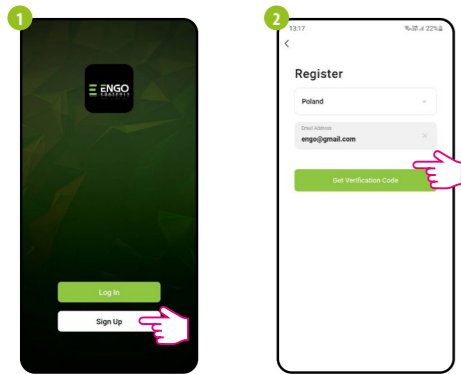 1
ENGO
CONTROLS
Log In
Sign Up
2
13:17
22%
Register
Poland
Email Address
engo@gmail.com
Get Verification Code